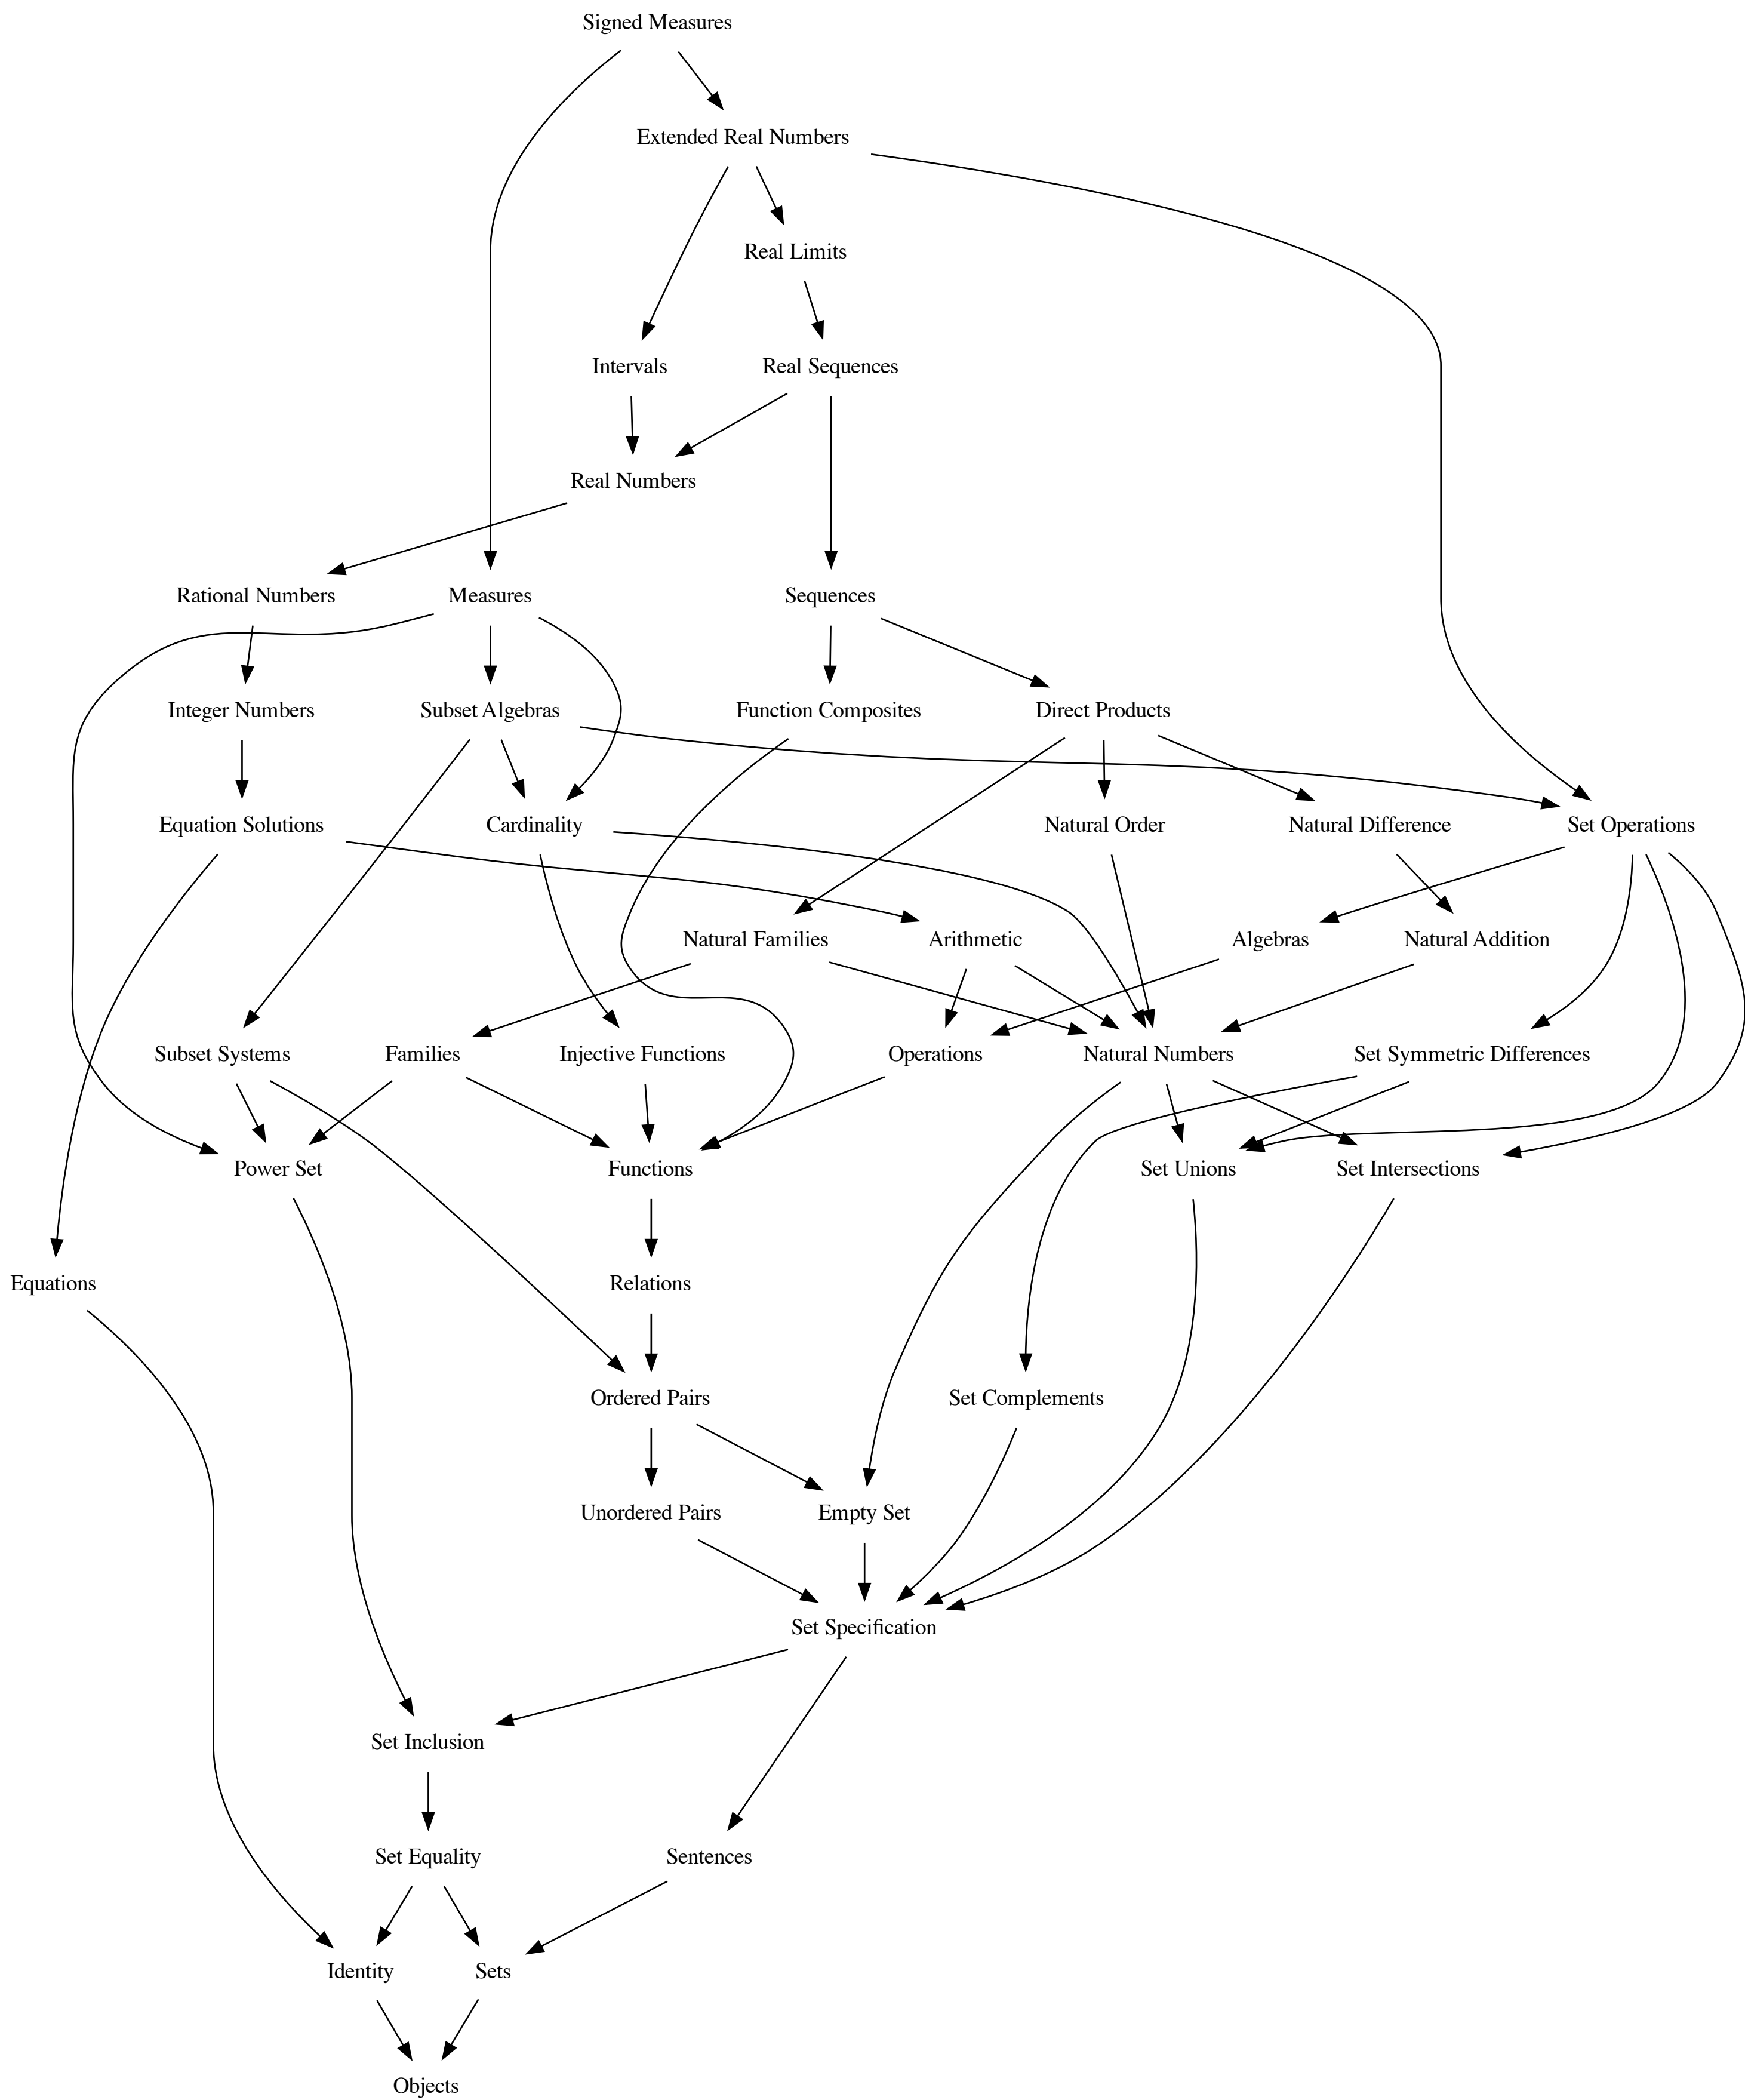 Signed Measures
Extended Real Numbers
Real Limits
Intervals
Real Sequences
Real Numbers
Rational Numbers
Measures
Sequences
Integer Numbers
Subset Algebras
Function Composites
Direct Products
Equation Solutions
Cardinality
Natural Order
Natural Difference
Set Operations
Natural Families
Arithmetic
Algebras
Natural Addition
Subset Systems
Families
Injective Functions
Operations
Natural Numbers
Set Symmetric Differences
Power Set
Functions
Set Unions
Set Intersections
Equations
Relations
Ordered Pairs
Set Complements
Unordered Pairs
Empty Set
Set Specification
Set Inclusion
Set Equality
Sentences
Identity
Sets
Objects